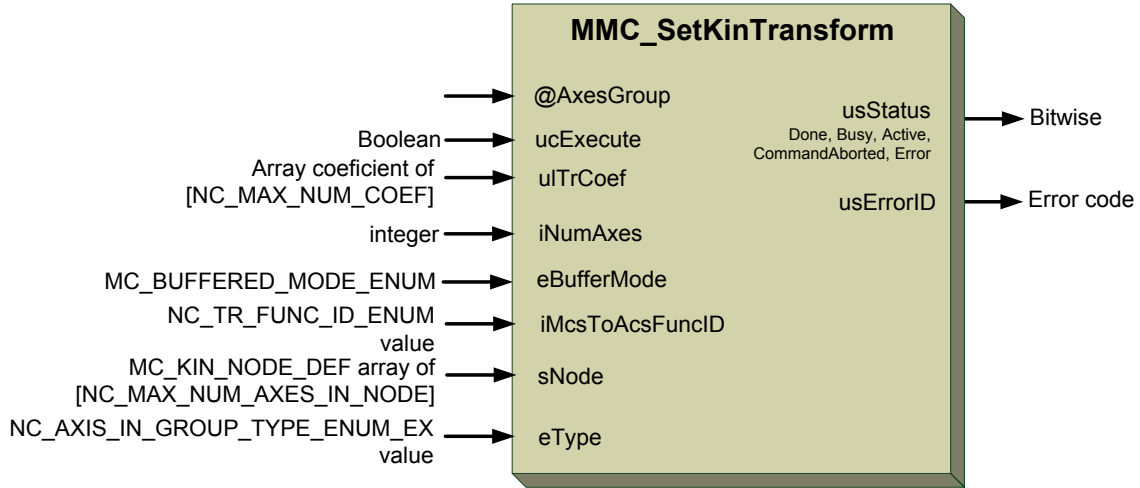 MMC_SetKinTransform
@AxesGroup
Boolean
ucExecute
Array coeficient of
[NC_MAX_NUM_COEF]
ulTrCoef
integer
iNumAxes
MC_BUFFERED_MODE_ENUM
eBufferMode
NC_TR_FUNC_ID_ENUM
value
iMcsToAcsFuncID
MC_KIN_NODE_DEF array of
[NC_MAX_NUM_AXES_IN_NODE]
sNode
NC_AXIS_IN_GROUP_TYPE_ENUM_EX
value
eType
usStatus
Done, Busy, Active,
CommandAborted, Error
Bitwise
usErrorID
Error code